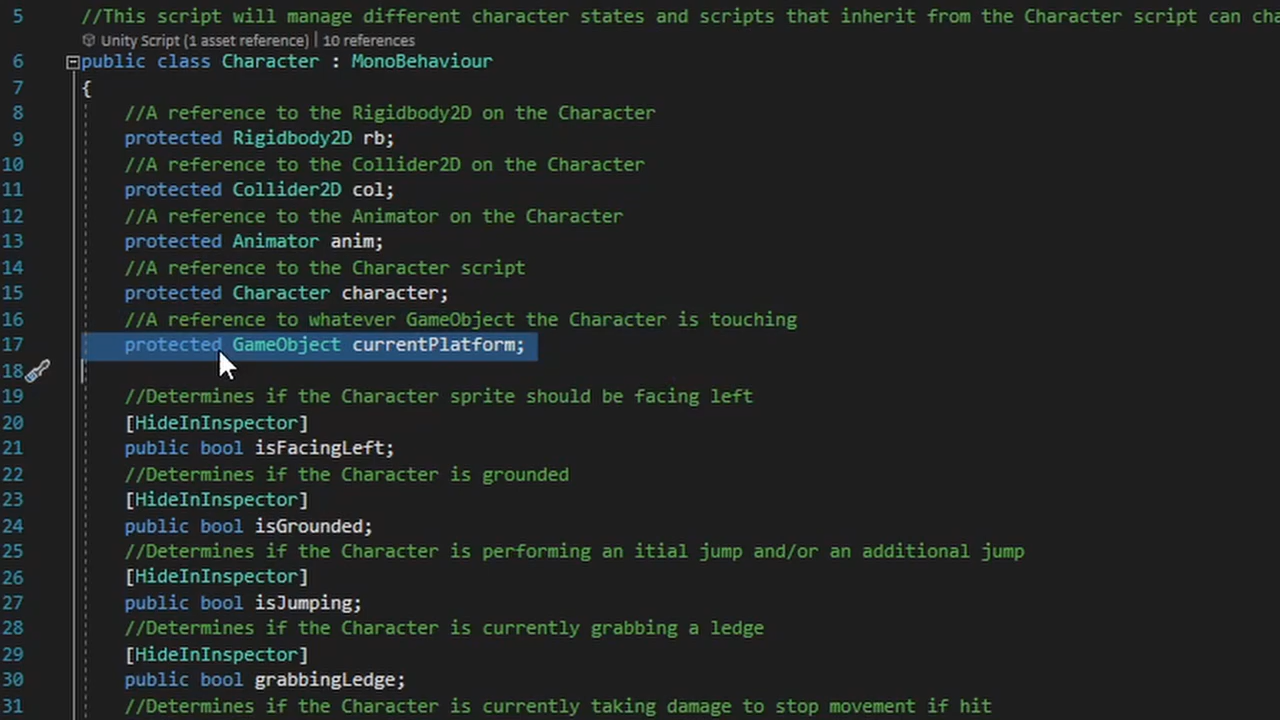 5 //This script will manage different character states and scripts that inherit from the Character script can cha
Unity Script (1 asset reference) | 10 references
6 public class Character : MonoBehaviour
7 {
8 //A reference to the Rigidbody2D on the Character
9 protected Rigidbody2D rb;
10 //A reference to the Collider2D on the Character
11 protected Collider2D col;
12 //A reference to the Animator on the Character
13 protected Animator anim;
14 //A reference to the Character script
15 protected Character character;
16 //A reference to whatever GameObject the Character is touching
17 protected GameObject currentPlatform;
18
19 //Determines if the Character sprite should be facing left
20 [HideInInspector]
21 public bool isFacingLeft;
22 //Determines if the Character is grounded
23 [HideInInspector]
24 public bool isGrounded;
25 //Determines if the Character is performing an itial jump and/or an additional jump
26 [HideInInspector]
27 public bool isJumping;
28 //Determines if the Character is currently grabbing a ledge
29 [HideInInspector]
30 public bool grabbingLedge;
31 //Determines if the Character is currently taking damage to stop movement if hit